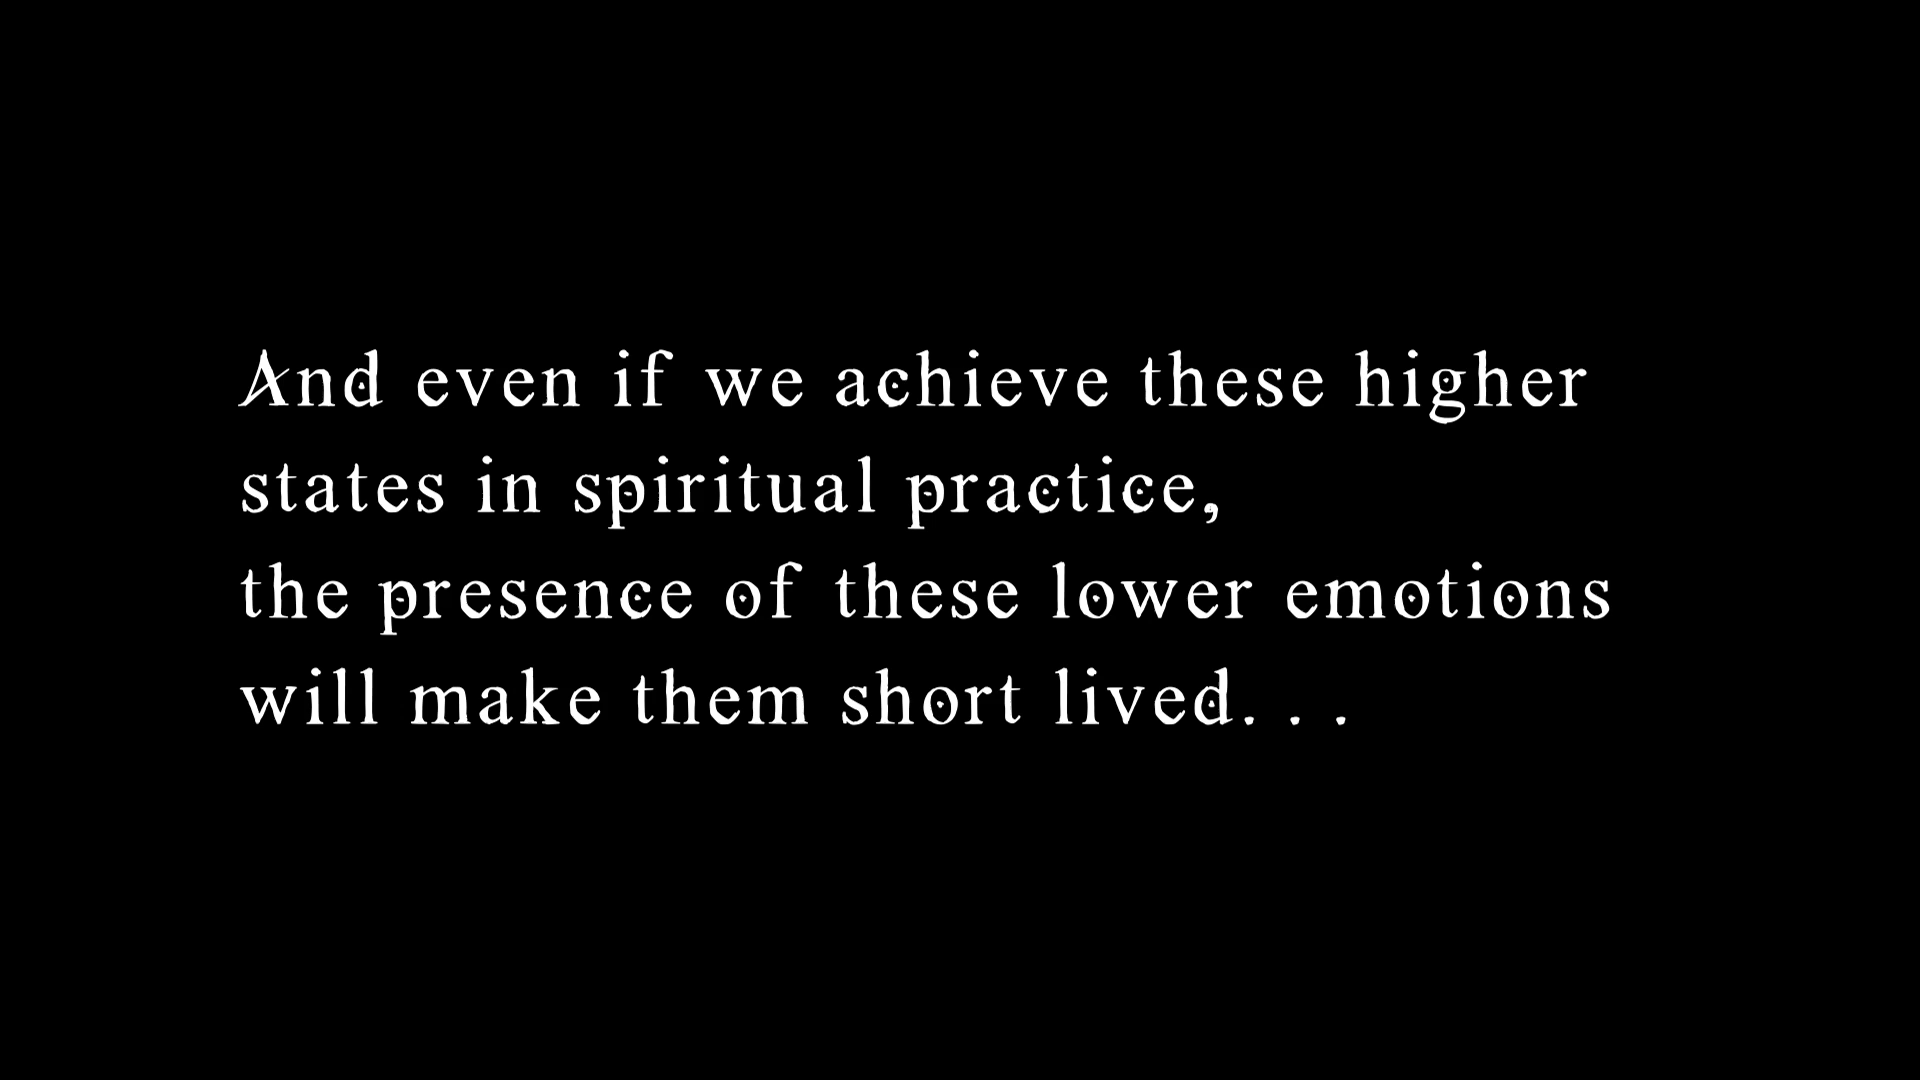 And even if we achieve these higher
states in spiritual practice,
the presence of these lower emotions
will make them short lived. . .